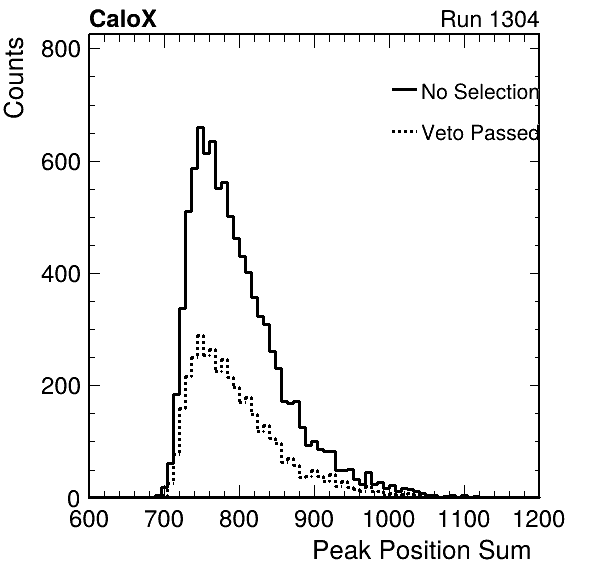 CaloX Run 1304
Counts
800
600
400
200
0
No Selection
Veto Passed
600 700 800 900 1000 1100 1200
Peak Position Sum